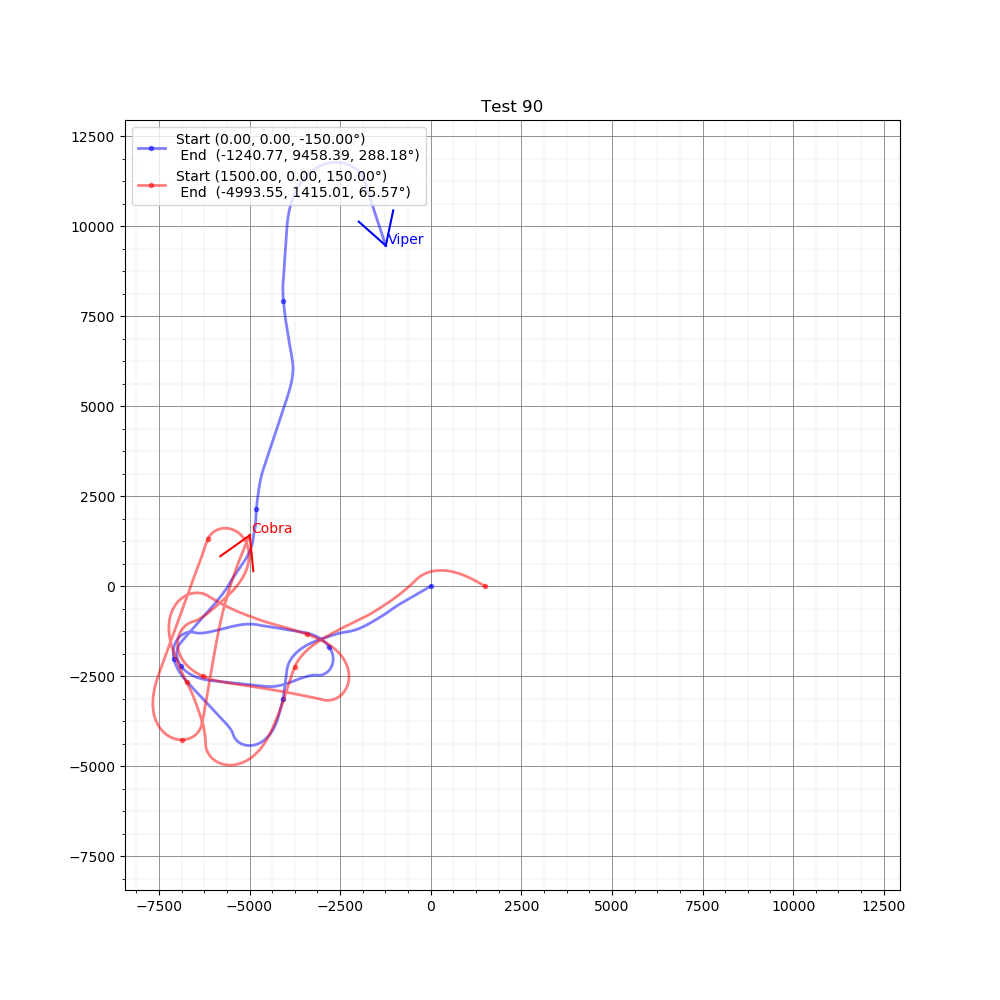 Test 90
Start (0.00, 0.00, -150.00°)
End  (-1240.77, 9458.39, 288.18°)
Start (1500.00, 0.00, 150.00°)
End  (-4993.55, 1415.01, 65.57°)
12500
10000
7500
5000
2500
0
−2500
−5000
−7500
Viper
Cobra
−7500 −5000 −2500 0 2500 5000 7500 10000 12500